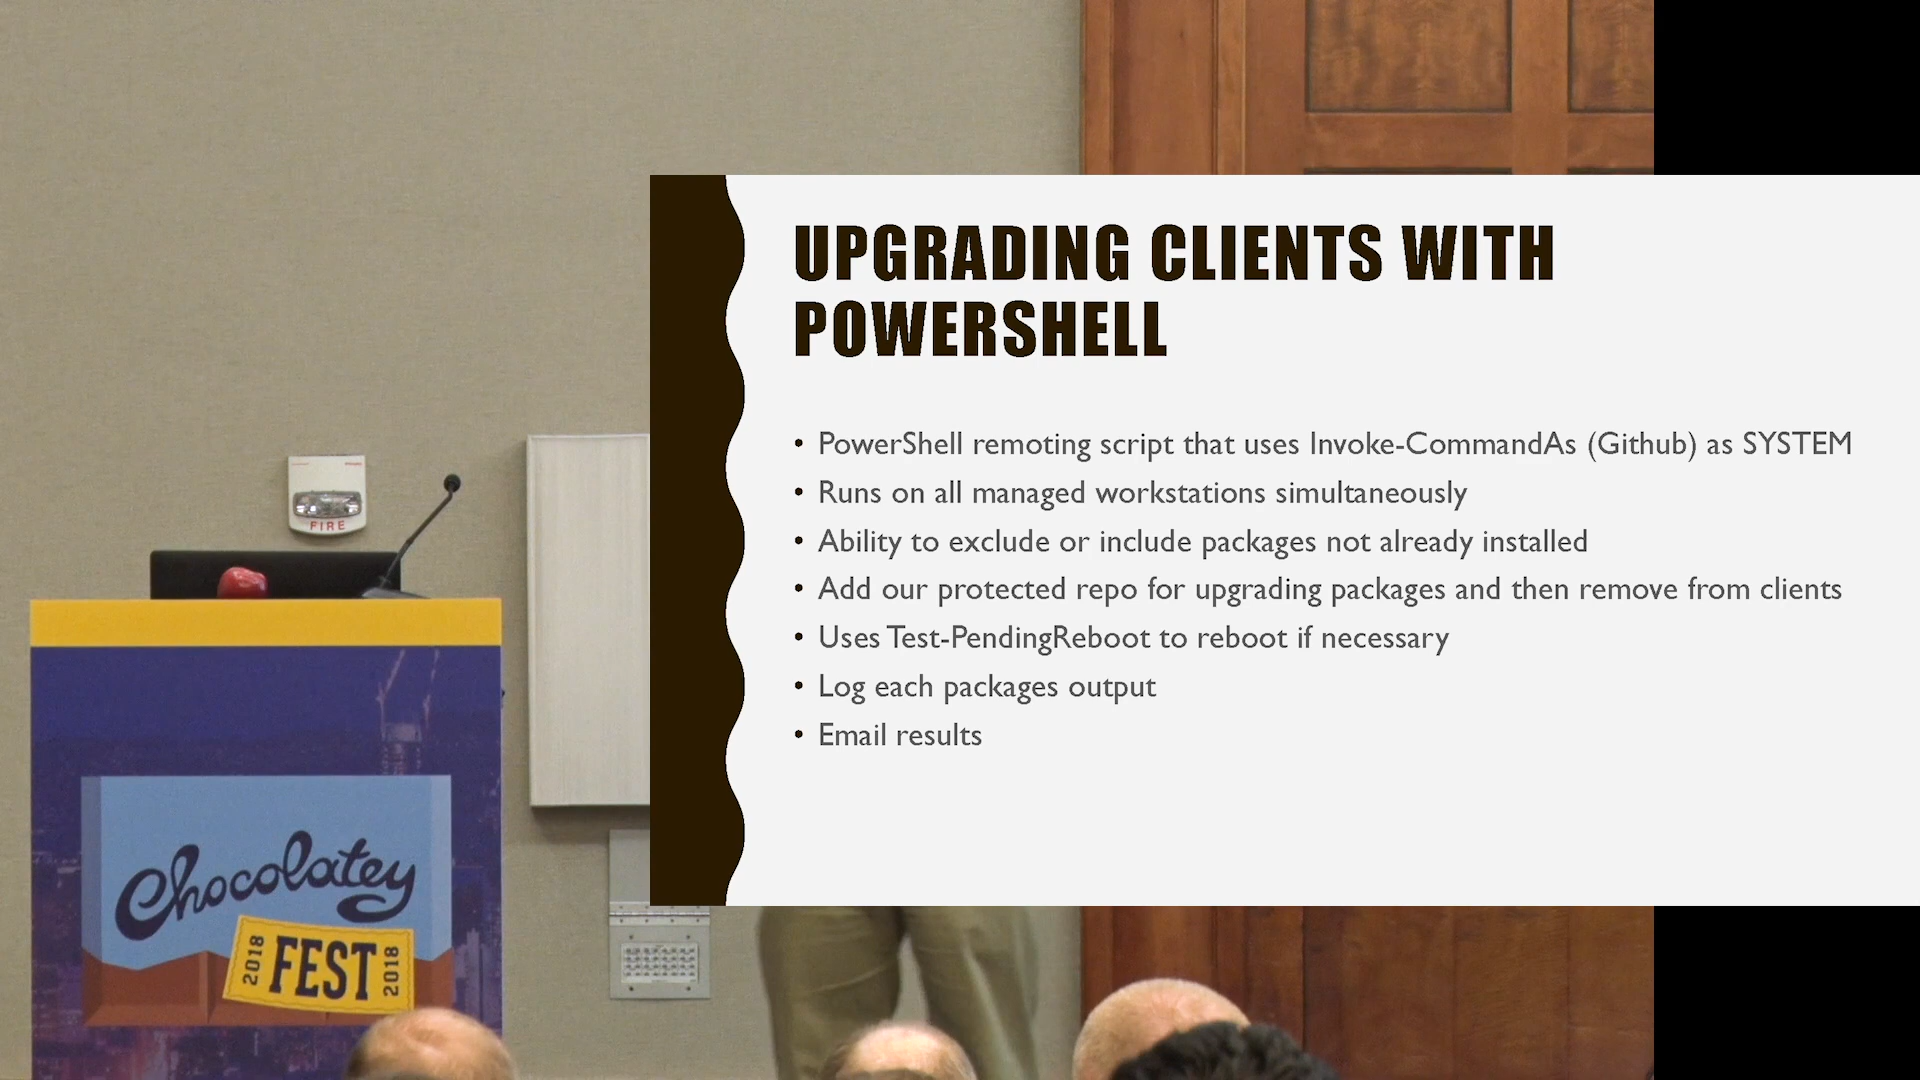 UPGRADING CLIENTS WITH
POWERSHELL
• PowerShell remoting script that uses Invoke-CommandAs (Github) as SYSTEM
• Runs on all managed workstations simultaneously
• Ability to exclude or include packages not already installed
• Add our protected repo for upgrading packages and then remove from clients
• Uses Test-PendingReboot to reboot if necessary
• Log each packages output
• Email results
FIRE
Chocolatey
2018 FEST 2018